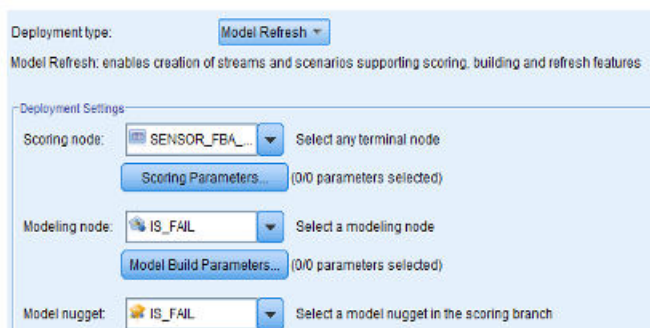 Deployment type: Model Refresh
Model Refresh: enables creation of streams and scenarios supporting scoring, building and refresh features
Deployment Settings
Scoring node: SENSOR_FBA_... Select any terminal node
Scoring Parameters... (0/0 parameters selected)
Modeling node: IS_FAIL Select a modeling node
Model Build Parameters... (0/0 parameters selected)
Model nugget: IS_FAIL Select a model nugget in the scoring branch